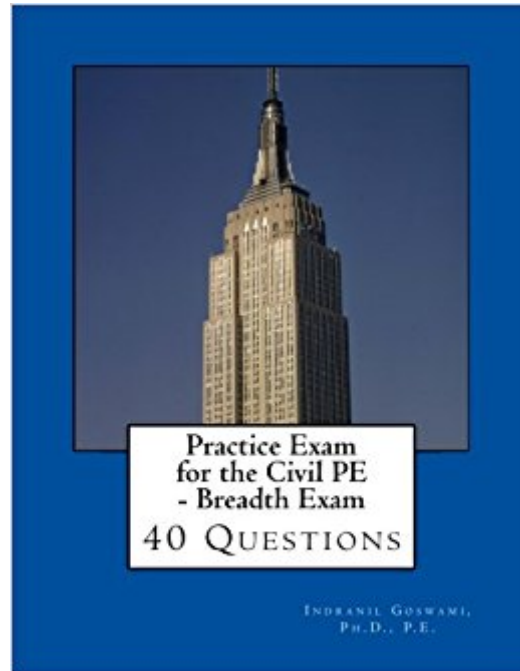 Practice Exam
for the Civil PE
- Breadth Exam
40 Questions
Indranil Goswami,
Ph.D., P.E.